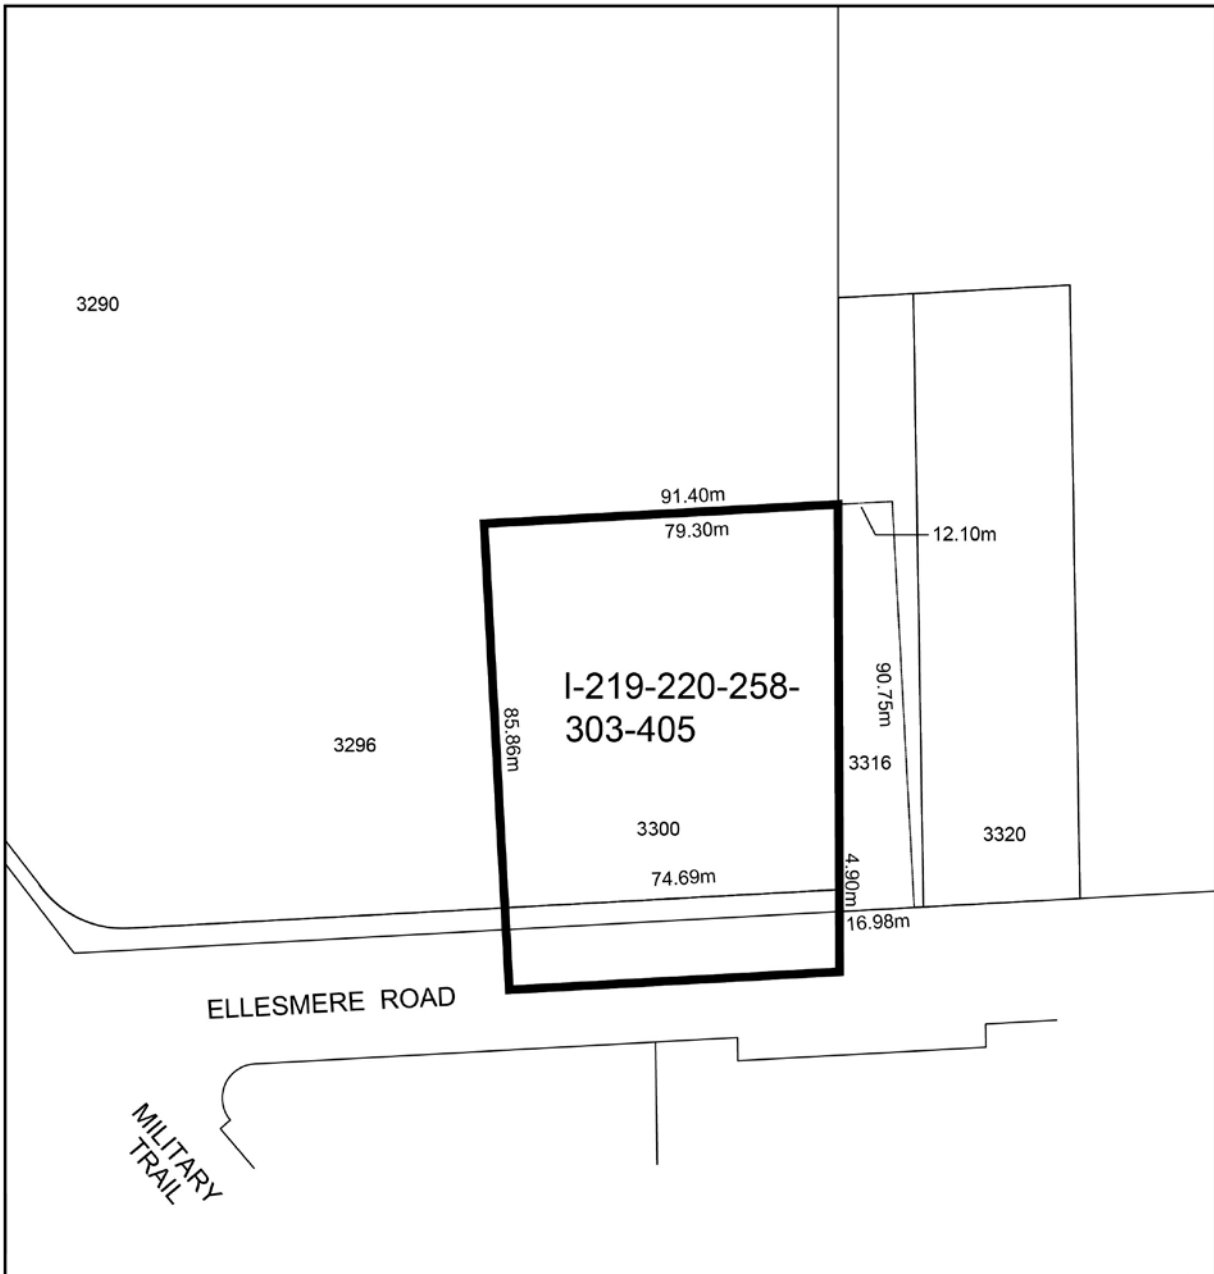 3290
91.40m
79.30m
12.10m
I-219-220-258-
303-405
90.75m
85.86m
3296
3316
3300
3320
4.90m
74.69m
16.98m
ELLESMERE ROAD
MILITARY
TRAIL